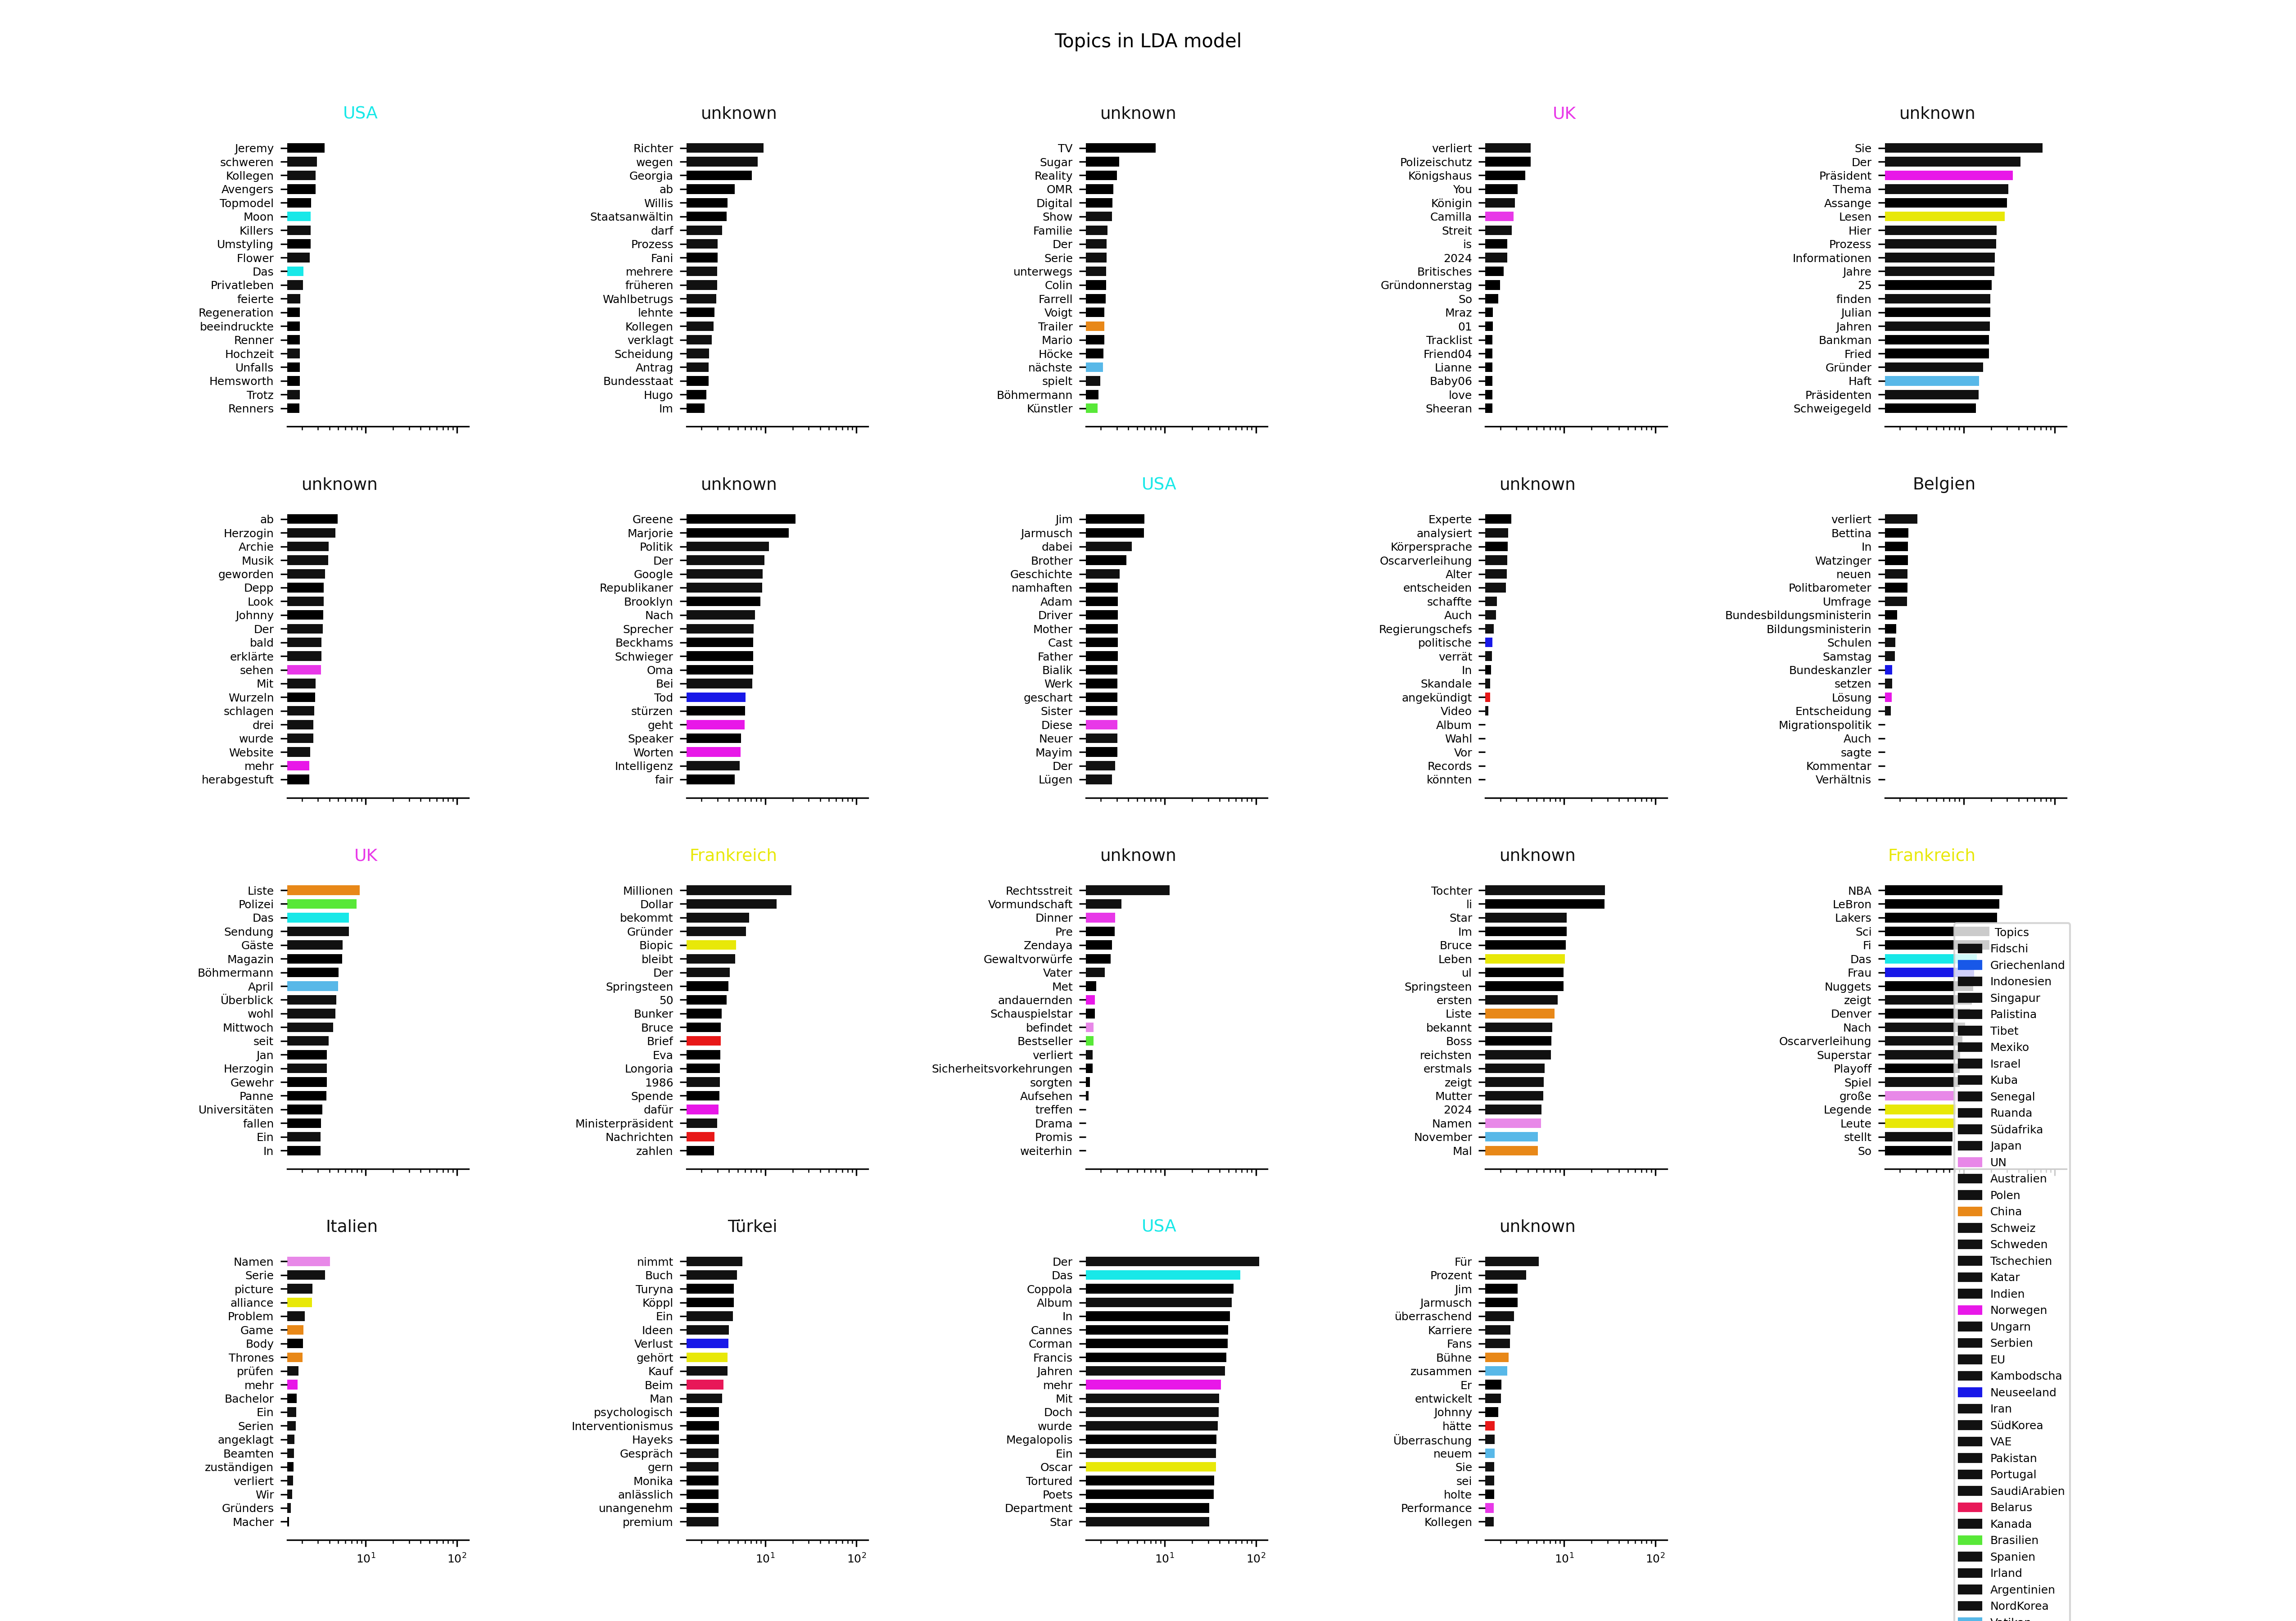 Topics in LDA model
USA
Jeremy
schweren
Kollegen
Avengers
Topmodel
Moon
Killers
Umstyling
Flower
Das
Privatleben
feierte
Regeneration
beeindruckte
Renner
Hochzeit
Unfalls
Hemsworth
Trotz
Renners
unknown
Richter
wegen
Georgia
ab
Willis
Staatsanwältin
darf
Prozess
Fani
mehrere
früheren
Wahlbetrugs
lehnte
Kollegen
verklagt
Scheidung
Antrag
Bundesstaat
Hugo
Im
unknown
TV
Sugar
Reality
OMR
Digital
Show
Familie
Der
Serie
unterwegs
Colin
Farrell
Voigt
Trailer
Mario
Höcke
nächste
spielt
Böhmermann
Künstler
UK
verliert
Polizeischutz
Königshaus
You
Königin
Camilla
Streit
is
2024
Britisches
Gründonnerstag
So
Mraz
01
Tracklist
Friend04
Lianne
Baby06
love
Sheeran
unknown
Sie
Der
Präsident
Thema
Assange
Lesen
Hier
Prozess
Informationen
Jahre
25
finden
Julian
Jahren
Bankman
Fried
Gründer
Haft
Präsidenten
Schweigegeld
unknown
ab
Herzogin
Archie
Musik
geworden
Depp
Look
Johnny
Der
bald
erklärte
sehen
Mit
Wurzeln
schlagen
drei
wurde
Website
mehr
herabgestuft
unknown
Greene
Marjorie
Politik
Der
Google
Republikaner
Brooklyn
Nach
Sprecher
Beckhams
Schwieger
Oma
Bei
Tod
stürzen
geht
Speaker
Worten
Intelligenz
fair
USA
Jim
Jarmusch
dabei
Brother
Geschichte
namhaften
Adam
Driver
Mother
Cast
Father
Bialik
Werk
geschart
Sister
Diese
Neuer
Mayim
Der
Lügen
unknown
Experte
analysiert
Körpersprache
Oscarverleihung
Alter
entscheiden
schaffte
Auch
Regierungschefs
politische
verrät
In
Skandale
angekündigt
Video
Album
Wahl
Vor
Records
könnten
Belgien
verliert
Bettina
In
Watzinger
neuen
Politbarometer
Umfrage
Bundesbildungsministerin
Bildungsministerin
Schulen
Samstag
Bundeskanzler
setzen
Lösung
Entscheidung
Migrationspolitik
Auch
sagte
Kommentar
Verhältnis
UK
Liste
Polizei
Das
Sendung
Gäste
Magazin
Böhmermann
April
Überblick
wohl
Mittwoch
seit
Jan
Herzogin
Gewehr
Panne
Universitäten
fallen
Ein
In
Frankreich
Millionen
Dollar
bekommt
Gründer
Biopic
bleibt
Der
Springsteen
50
Bunker
Bruce
Brief
Eva
Longoria
1986
Spende
dafür
Ministerpräsident
Nachrichten
zahlen
unknown
Rechtsstreit
Vormundschaft
Dinner
Pre
Zendaya
Gewaltvorwürfe
Vater
Met
andauernden
Schauspielstar
befindet
Bestseller
verliert
Sicherheitsvorkehrungen
sorgten
Aufsehen
treffen
Drama
Promis
weiterhin
unknown
Tochter
li
Star
Im
Bruce
Leben
ul
Springsteen
ersten
Liste
bekannt
Boss
reichsten
erstmals
zeigt
Mutter
2024
Namen
November
Mal
Frankreich
NBA
LeBron
Lakers
Sci
Fi
Das
Frau
Nuggets
zeigt
Denver
Nach
Oscarverleihung
Superstar
Playoff
Spiel
große
Legende
Leute
stellt
So
Topics
Fidschi
Griechenland
Indonesien
Singapur
Palistina
Tibet
Mexiko
Israel
Kuba
Senegal
Ruanda
Südafrika
Japan
UN
Australien
Polen
China
Schweiz
Schweden
Tschechien
Katar
Indien
Norwegen
Ungarn
Serbien
EU
Kambodscha
Neuseeland
Iran
SüdKorea
VAE
Pakistan
Portugal
SaudiArabien
Belarus
Kanada
Brasilien
Spanien
Irland
Argentinien
NordKorea
Italien
Namen
Serie
picture
alliance
Problem
Game
Body
Thrones
prüfen
mehr
Bachelor
Ein
Serien
angeklagt
Beamten
zuständigen
verliert
Wir
Gründers
Macher
10¹ 10²
Türkei
nimmt
Buch
Turyna
Köppl
Ein
Ideen
Verlust
gehört
Kauf
Beim
Man
psychologisch
Interventionismus
Hayeks
Gespräch
gern
Monika
anlässlich
unangenehm
premium
10¹ 10²
USA
Der
Das
Coppola
Album
In
Cannes
Corman
Francis
Jahren
mehr
Mit
Doch
wurde
Megalopolis
Ein
Oscar
Tortured
Poets
Department
Star
10¹ 10²
unknown
Für
Prozent
Jim
Jarmusch
überraschend
Karriere
Fans
Bühne
zusammen
Er
entwickelt
Johnny
hätte
Überraschung
neuem
Sie
sei
holte
Performance
Kollegen
10¹ 10²